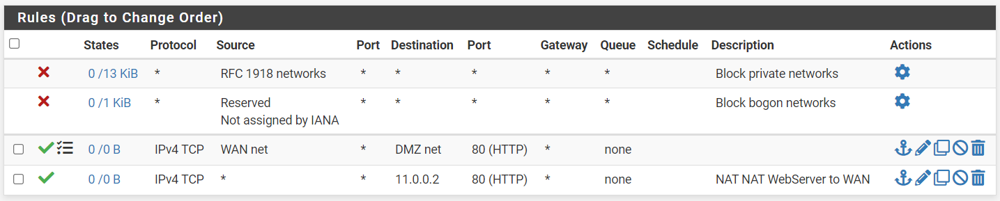 Rules (Drag to Change Order)
States Protocol Source Port Destination Port Gateway Queue Schedule Description Actions
0 /13 KiB * RFC 1918 networks * * * * * Block private networks
0 /1 KiB * Reserved * * * * * Block bogon networks
Not assigned by IANA
0 /0 B IPv4 TCP WAN net * DMZ net 80 (HTTP) * none
0 /0 B IPv4 TCP * * 11.0.0.2 80 (HTTP) * none NAT NAT WebServer to WAN